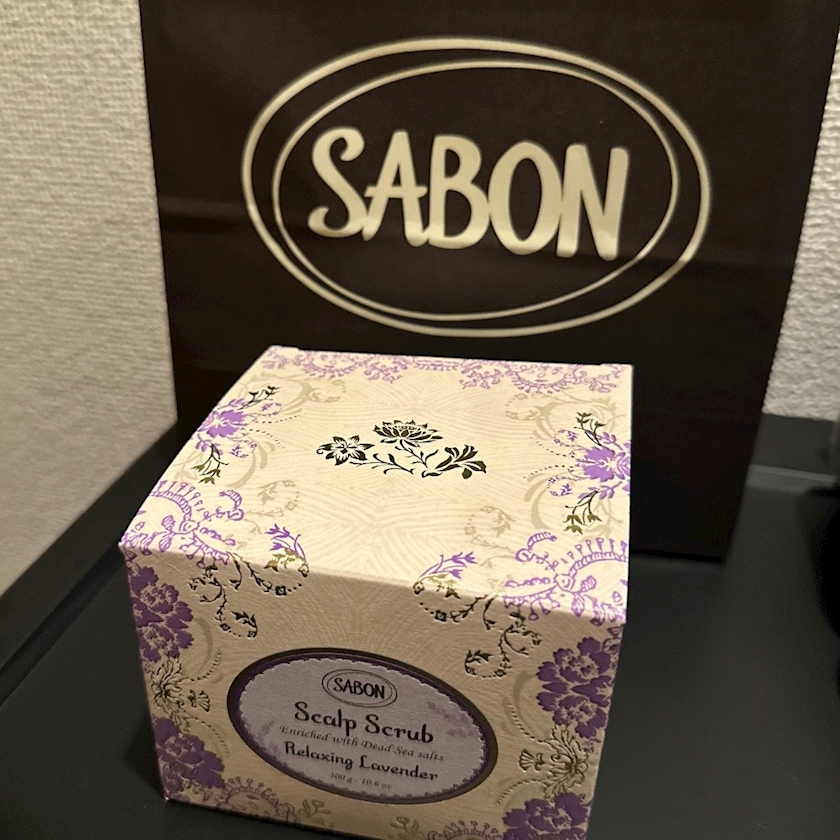 SABON
SABON
Scalp Scrub
Enriched with Dead Sea salts
Relaxing Lavender
300 g - 10.6 oz